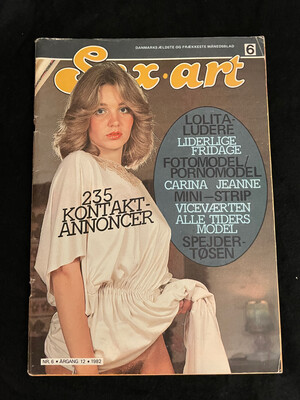 DANMARKS ÆLDSTE OG FRÆKKESTE MÅNEDSBLAD
6
Sex·art
LOLITA-
LUDERE
LIDERLIGE
FRIDAGE
FOTOMODEL/
PORNOMODEL
CARINA JEANNE
MINI-STRIP
VICEVÆRTEN
ALLE TIDERS
MODEL
SPEJDER-
TØSEN
235
KONTAKT-
ANNONCER
NR. 6 • ÅRGANG 12 • 1982